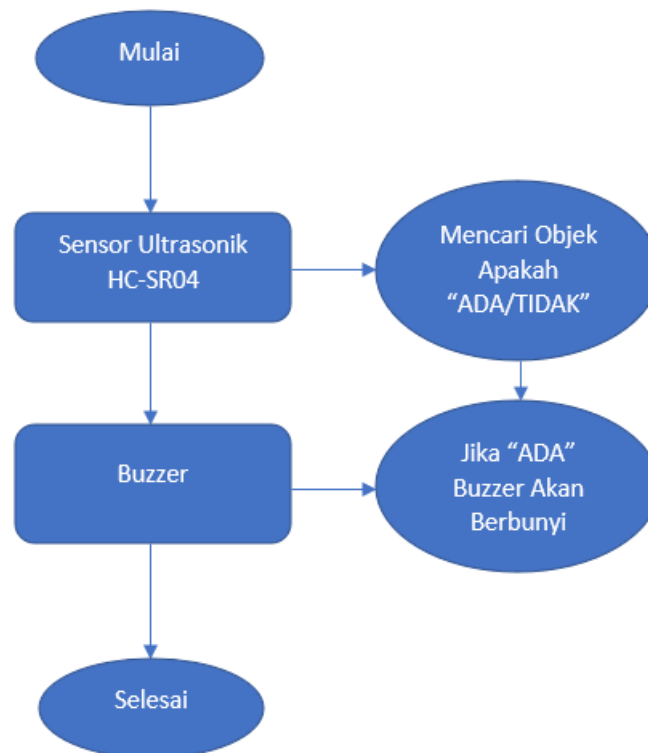 Mulai
Sensor Ultrasonik
HC-SR04
Mencari Objek
Apakah
“ADA/TIDAK”
Buzzer
Jika “ADA”
Buzzer Akan
Berbunyi
Selesai